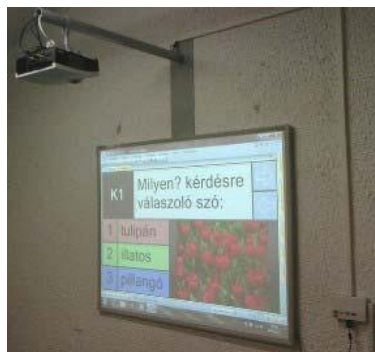 K1
Milyen? kérdésre
válaszoló szó:
1 tulipán
2 illatos
3 pillangó